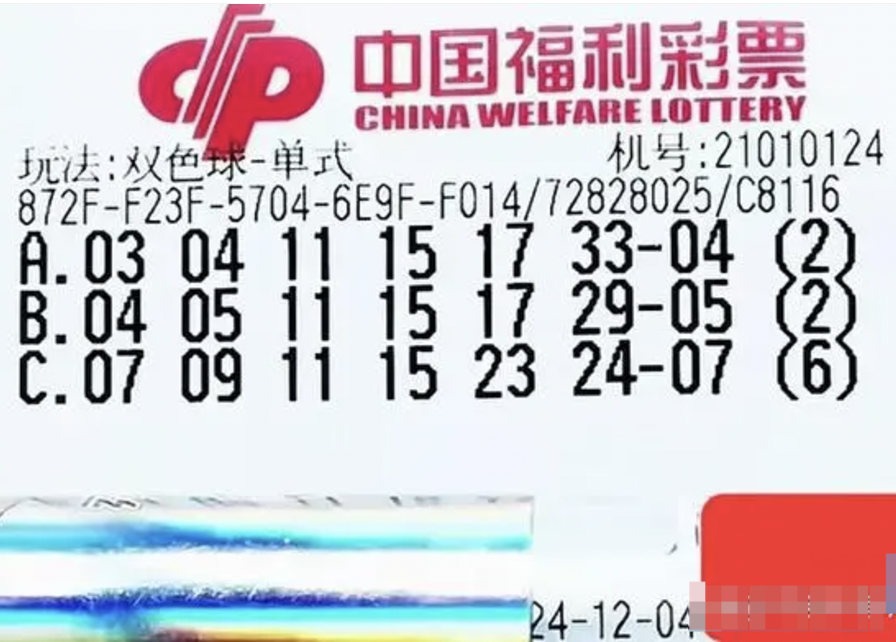 中国福利彩票
CHINA WELFARE LOTTERY
玩法:双色球-单式 机号:21010124
872F-F23F-5704-6E9F-F014/72828025/C8116
A.03 04 11 15 17 33-04 (2)
B.04 05 11 15 17 29-05 (2)
C.07 09 11 15 23 24-07 (6)
24-12-04